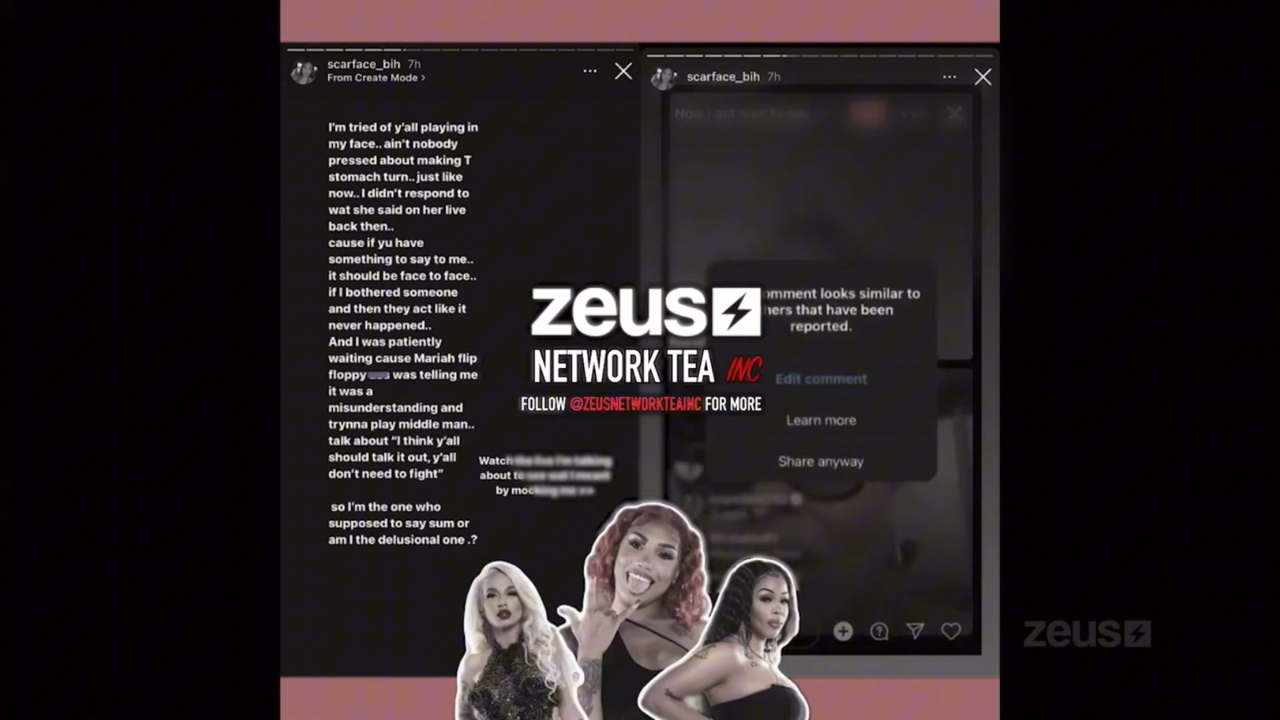 scarface_bih 7h
From Create Mode ›
I'm tried of y'all playing in
my face.. ain't nobody
pressed about making T
stomach turn.. just like
now.. I didn't respond to
wat she said on her live
back then..
cause if yu have
something to say to me..
it should be face to face..
if I bothered someone
and then they act like it
never happened..
And I was patiently
waiting cause Mariah flip
floppy was telling me
it was a
misunderstanding and
trynna play middle man..
talk about “I think y'all
should talk it out, y'all
don't need to fight”
so I'm the one who
supposed to say sum or
am I the delusional one .?
Watch
about
by
scarface_bih 7h
omment looks similar to
hers that have been
reported.
Edit comment
Learn more
Share anyway
zeus
NETWORK TEA INC
FOLLOW @ZEUSNETWORKTEAINC FOR MORE
zeus